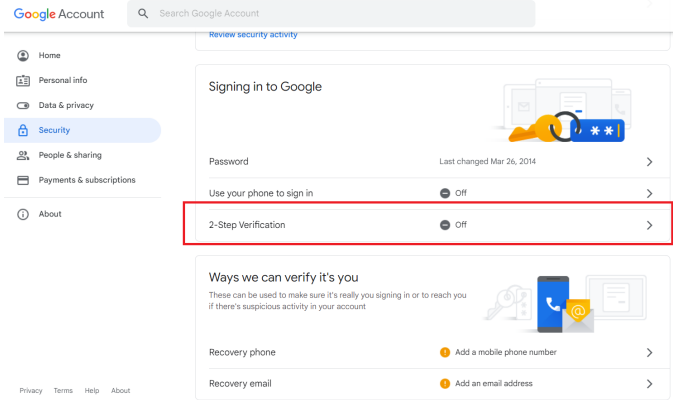 Google Account
Search Google Account
Review security activity
Home
Personal info
Data & privacy
Security
People & sharing
Payments & subscriptions
About
Signing in to Google
**
Password Last changed Mar 26, 2014
Use your phone to sign in Off
2-Step Verification Off
Ways we can verify it's you
These can be used to make sure it's really you signing in or to reach you
if there's suspicious activity in your account
@
Recovery phone ! Add a mobile phone number
Recovery email ! Add an email address
Privacy Terms Help About